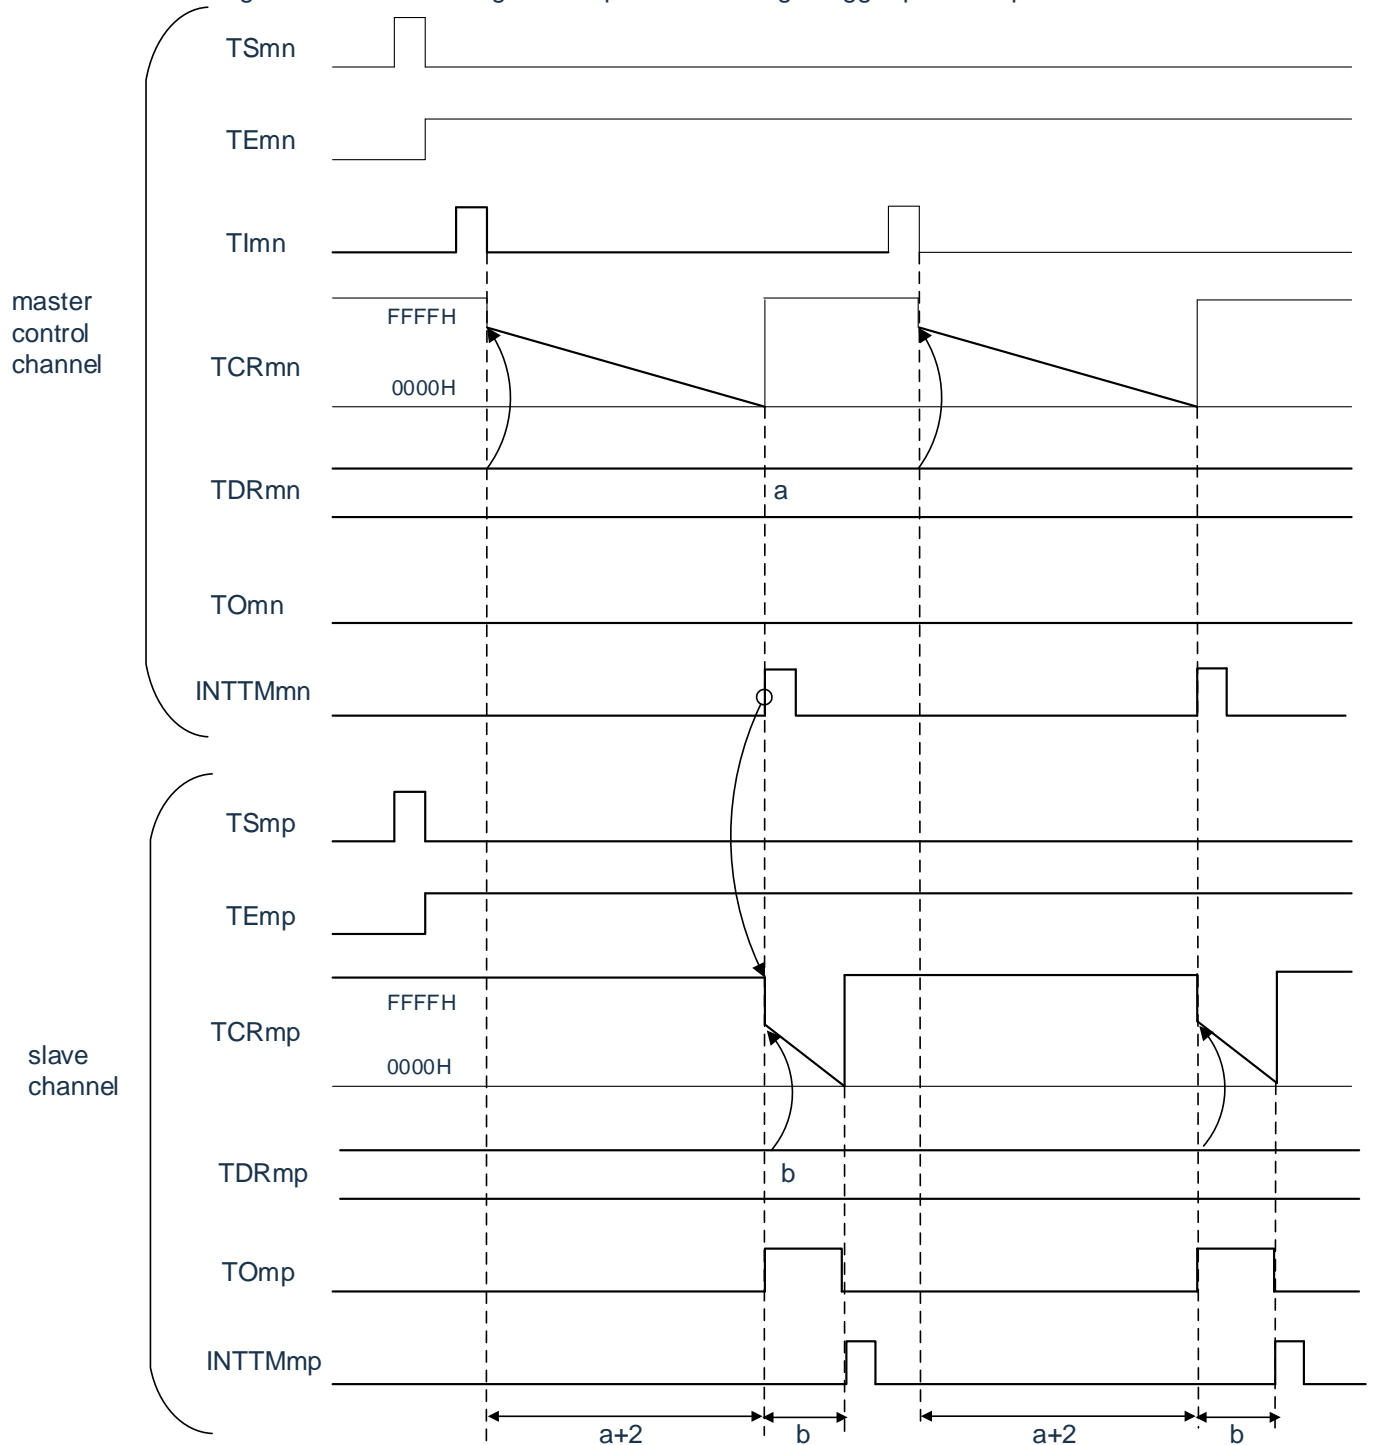 TSmn
TEmn
TImn
master
control
channel
FFFFH
TCRmn
0000H
TDRmn
a
TOmn
INTTMmn
TSmp
TEmp
FFFFH
TCRmp
0000H
slave
channel
TDRmp
b
TOmp
INTTMmp
a+2 b a+2 b